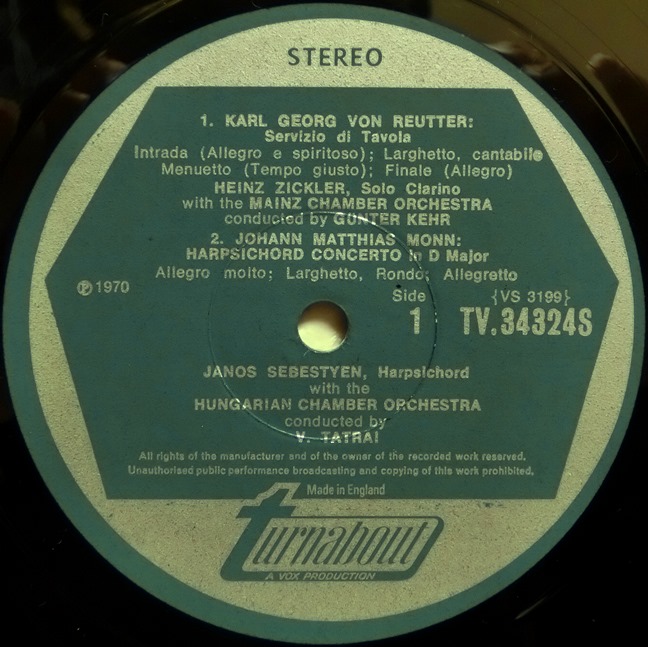 STEREO
1. KARL GEORG VON REUTTER:
Servizio di Tavola
Intrada (Allegro e spiritoso); Larghetto, cantabile
Menuetto (Tempo giusto); Finale (Allegro)
HEINZ ZICKLER, Solo Clarino
with the MAINZ CHAMBER ORCHESTRA
conducted by GUNTER KEHR
2. JOHANN MATTHIAS MONN:
HARPSICHORD CONCERTO in D Major
Allegro molto; Larghetto, Rondo; Allegretto
℗1970
Side 1
{VS 3199}
TV.34324S
JANOS SEBESTYEN, Harpsichord
with the
HUNGARIAN CHAMBER ORCHESTRA
conducted by
V. TATRAI
All rights of the manufacturer and of the owner of the recorded work reserved.
Unauthorised public performance broadcasting and copying of this work prohibited.
Made in England
turnabout
A VOX PRODUCTION